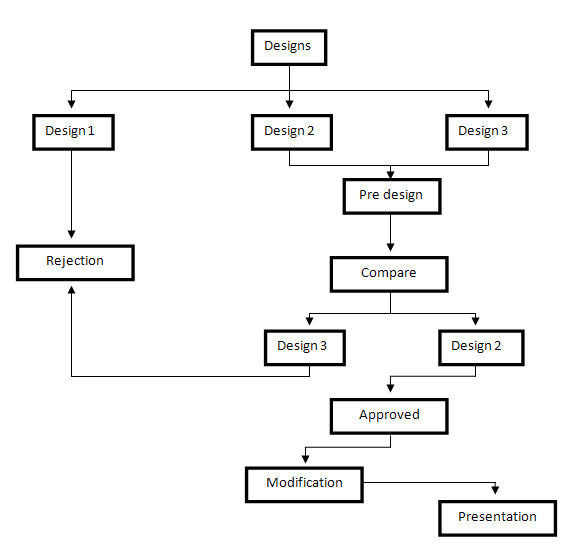 Designs
Design 1
Design 2
Design 3
Pre design
Rejection
Compare
Design 3
Design 2
Approved
Modification
Presentation